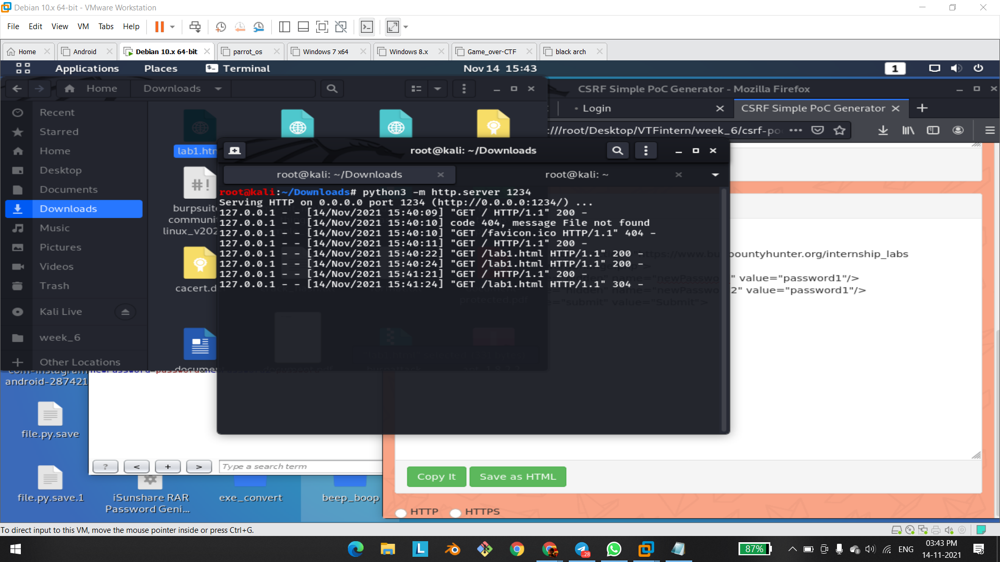 Debian 10.x 64-bit - VMware Workstation
File Edit View VM Tabs Help
Home Android Debian 10.x 64-bit parrot_os Windows 7 x64 Windows 8.x Game_over-CTF black arch
Applications Places Terminal Nov 14 15:43 1
Home Downloads
CSRF Simple PoC Generator - Mozilla Firefox
Login CSRF Simple PoC Generator
:///root/Desktop/VTFintern/week_6/csrf-po
Recent
Starred
Home
Desktop
Documents
Downloads
Music
Pictures
Videos
Trash
Kali Live
week_6
Other Locations
lab1.htm
burpsuite
communi
linux_v202
cacert.d
document
root@kali: ~/Downloads
root@kali: ~/Downloads root@kali: ~
root@kali:~/Downloads# python3 -m http.server 1234
Serving HTTP on 0.0.0.0 port 1234 (http://0.0.0.0:1234/) ...
127.0.0.1 - - [14/Nov/2021 15:40:09] "GET / HTTP/1.1" 200 -
127.0.0.1 - - [14/Nov/2021 15:40:10] code 404, message File not found
127.0.0.1 - - [14/Nov/2021 15:40:10] "GET /favicon.ico HTTP/1.1" 404 -
127.0.0.1 - - [14/Nov/2021 15:40:11] "GET / HTTP/1.1" 200 -
127.0.0.1 - - [14/Nov/2021 15:40:22] "GET /lab1.html HTTP/1.1" 200 -
127.0.0.1 - - [14/Nov/2021 15:40:24] "GET /lab1.html HTTP/1.1" 200 -
127.0.0.1 - - [14/Nov/2021 15:41:21] "GET / HTTP/1.1" 200 -
127.0.0.1 - - [14/Nov/2021 15:41:24] "GET /lab1.html HTTP/1.1" 304 -
protected.pdf
ountyhunter.org/internship_labs
name="newPasswo " value="password1"/>
name="newPasswo 2" value="password1"/>
="submit" value="Submit">
android-287421
file.py.save
file.py.save.1
? < + > Type a search term
iSunshare RAR
Password Geni...
exe_convert
beep_boop
Copy It Save as HTML
HTTP HTTPS
To direct input to this VM, move the mouse pointer inside or press Ctrl+G.
87% ENG 03:43 PM
14-11-2021